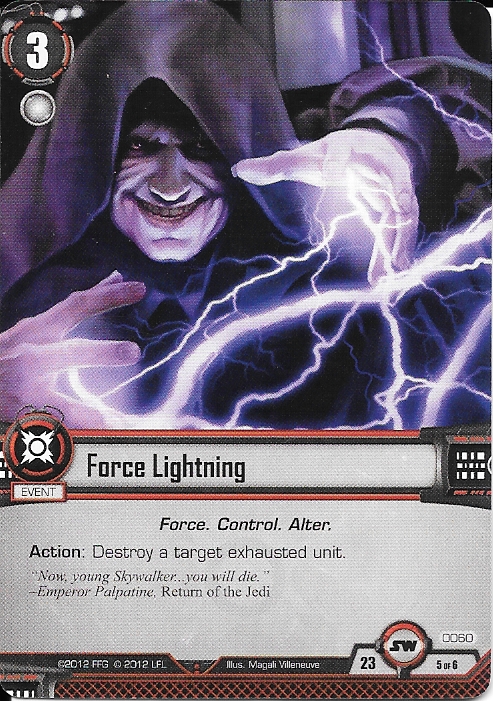 3
Force Lightning
EVENT
Force. Control. Alter.
Action: Destroy a target exhausted unit.
"Now, young Skywalker...you will die."
–Emperor Palpatine, Return of the Jedi
SW
0060
23
5 of 6
©2012 FFG © 2012 LFL
Illus. Magali Villeneuve